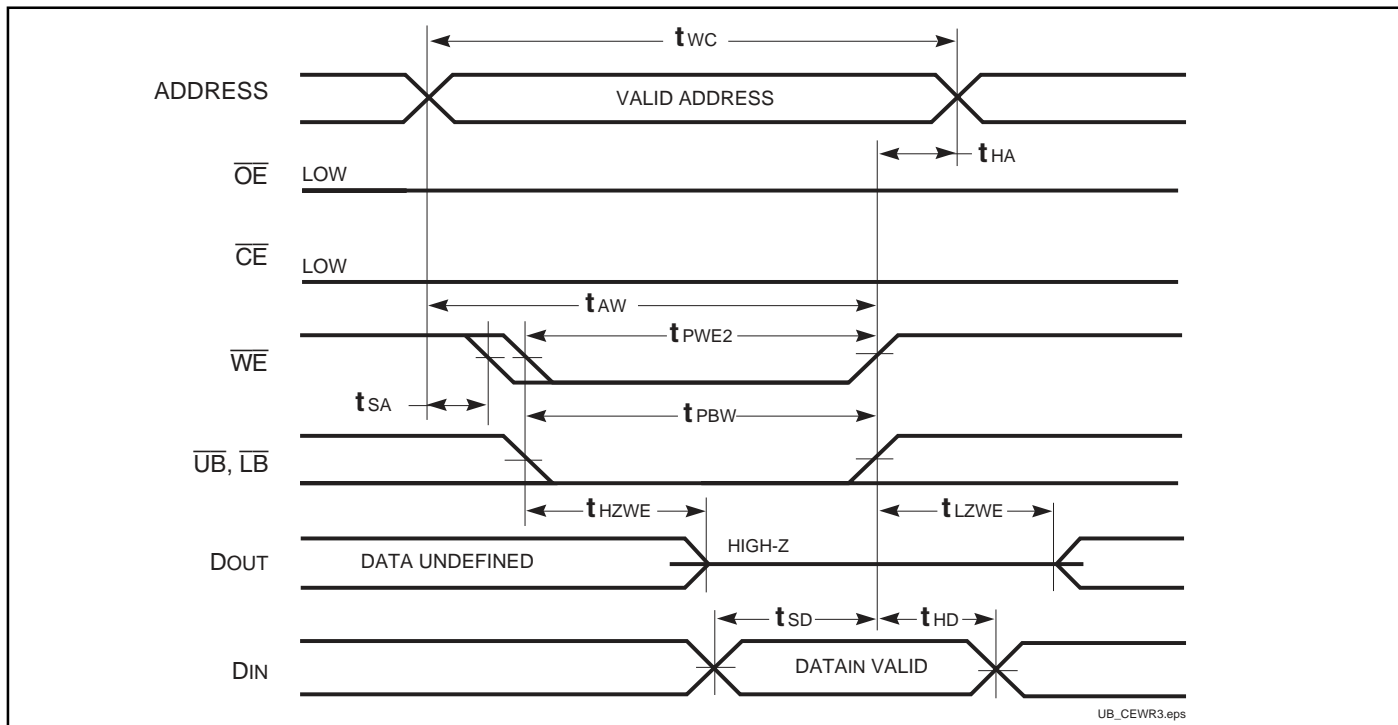 tWC
ADDRESS
VALID ADDRESS
tHA
OE
LOW
CE
LOW
tAW
tPWE2
WE
tSA
tPBW
UB, LB
tHZWE
tLZWE
DOUT
DATA UNDEFINED
HIGH-Z
tSD
tHD
DIN
DATAIN VALID
UB_CEWR3.eps